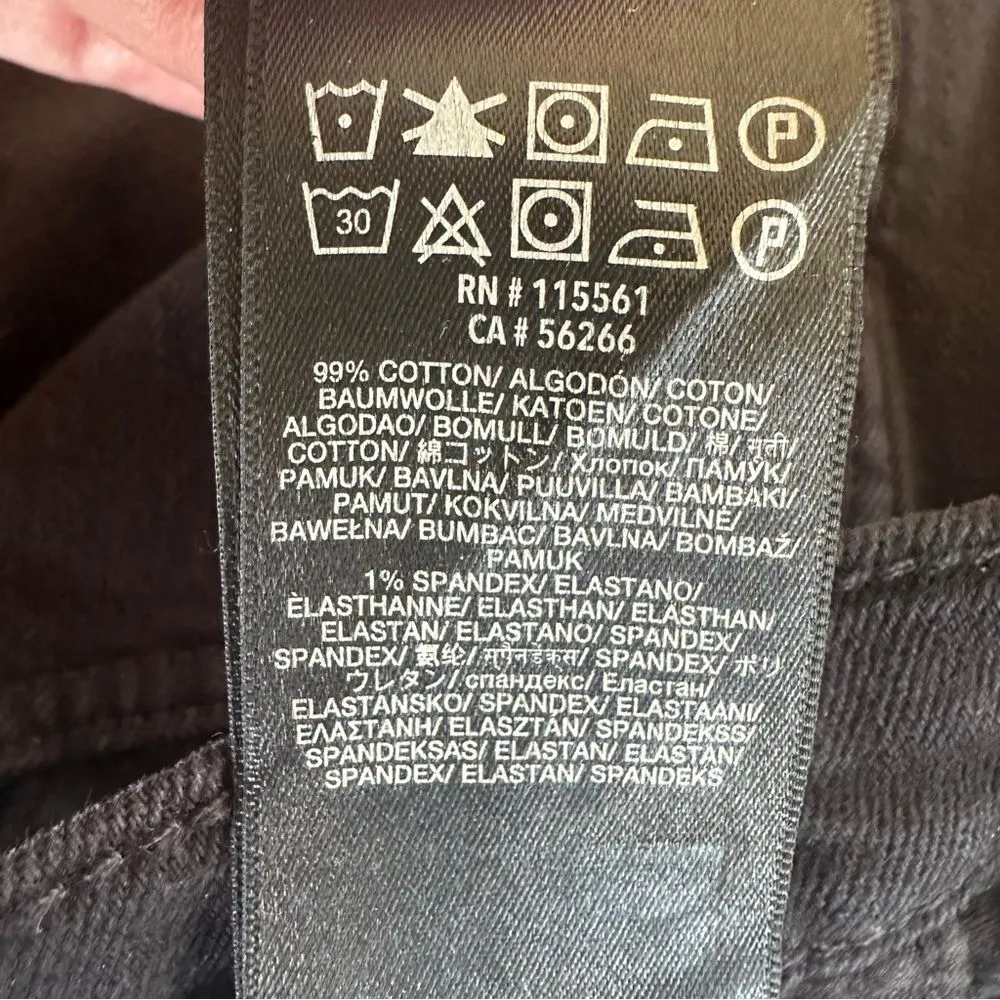 P
30 P
RN # 115561
CA # 56266
99% COTTON/ ALGODÓN/ COTON/
BAUMWOLLE/ KATOEN/ COTONE/
ALGODAO/ BOMULL/ BOMULD/ 棉/ सूती/
COTTON/ 綿コットン/ Хлопок/ ПАМУК/
PAMUK/ BAVLNA/ PUUVILLA/ BAMBAKI/
PAMUT/ KOKVILNA/ MEDVILNĖ/
BAWEŁNA/ BUMBAC/ BAVLNA/ BOMBAŽ/
PAMUK
1% SPANDEX/ ELASTANO/
ÈLASTHANNE/ ELASTHAN/ ELASTHAN/
ELASTAN/ ELASTANO/ SPANDEX/
SPANDEX/ 氨纶/ स्पैनडेक्स/ SPANDEX/ ポリ
ウレタン/ спандекс/ Еластан/
ELASTANSKO/ SPANDEX/ ELASTAANI/
ΕΛΑΣΤΑΝΗ/ ELASZTÁN/ SPANDEKSS/
SPANDEKSAS/ ELASTAN/ ELASTAN/
SPANDEX/ ELASTAN/ SPANDEKS